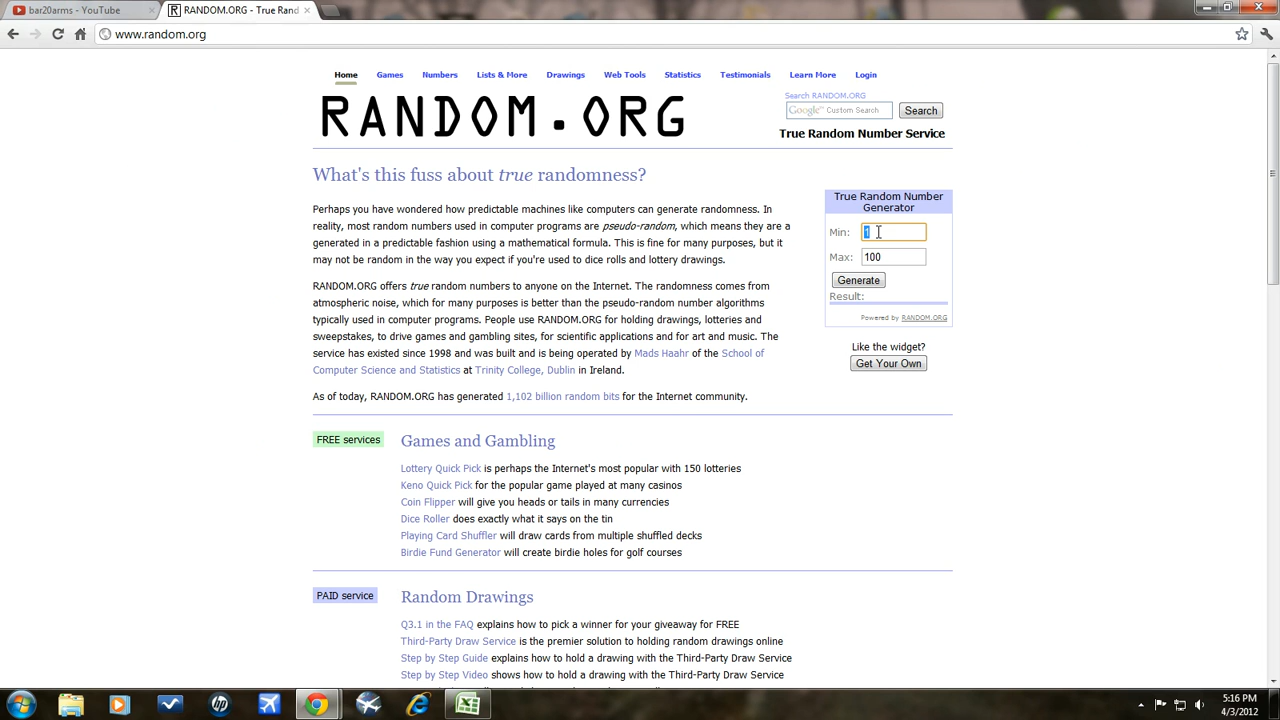 bar20arms - YouTube
RANDOM.ORG - True Rand
www.random.org
Home Games Numbers Lists & More Drawings Web Tools Statistics Testimonials Learn More Login
RANDOM.ORG
Search RANDOM.ORG
Google™ Custom Search Search
True Random Number Service
What's this fuss about true randomness?
Perhaps you have wondered how predictable machines like computers can generate randomness. In
reality, most random numbers used in computer programs are pseudo-random, which means they are a
generated in a predictable fashion using a mathematical formula. This is fine for many purposes, but it
may not be random in the way you expect if you're used to dice rolls and lottery drawings.
RANDOM.ORG offers true random numbers to anyone on the Internet. The randomness comes from
atmospheric noise, which for many purposes is better than the pseudo-random number algorithms
typically used in computer programs. People use RANDOM.ORG for holding drawings, lotteries and
sweepstakes, to drive games and gambling sites, for scientific applications and for art and music. The
service has existed since 1998 and was built and is being operated by Mads Haahr of the School of
Computer Science and Statistics at Trinity College, Dublin in Ireland.
As of today, RANDOM.ORG has generated 1,102 billion random bits for the Internet community.
True Random Number
Generator
Min: 1
Max: 100
Generate
Result:
Powered by RANDOM.ORG
Like the widget?
Get Your Own
FREE services
Games and Gambling
Lottery Quick Pick is perhaps the Internet's most popular with 150 lotteries
Keno Quick Pick for the popular game played at many casinos
Coin Flipper will give you heads or tails in many currencies
Dice Roller does exactly what it says on the tin
Playing Card Shuffler will draw cards from multiple shuffled decks
Birdie Fund Generator will create birdie holes for golf courses
PAID service
Random Drawings
Q3.1 in the FAQ explains how to pick a winner for your giveaway for FREE
Third-Party Draw Service is the premier solution to holding random drawings online
Step by Step Guide explains how to hold a drawing with the Third-Party Draw Service
Step by Step Video shows how to hold a drawing with the Third-Party Draw Service
5:16 PM
4/3/2012